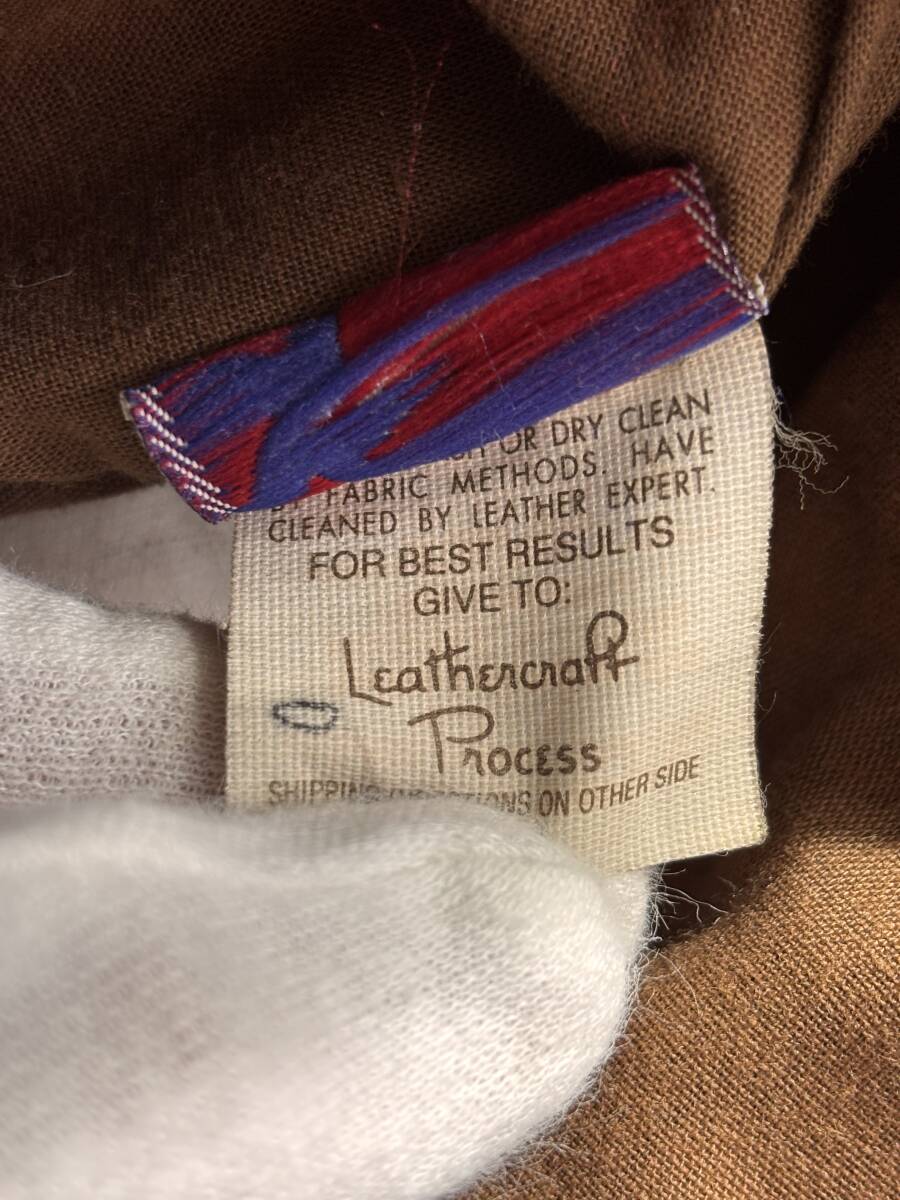 OR DRY CLEAN
FABRIC METHODS. HAVE
CLEANED BY LEATHER EXPERT.
FOR BEST RESULTS
GIVE TO:
Leathercraft
Process
SHIPPING ON OTHER SIDE